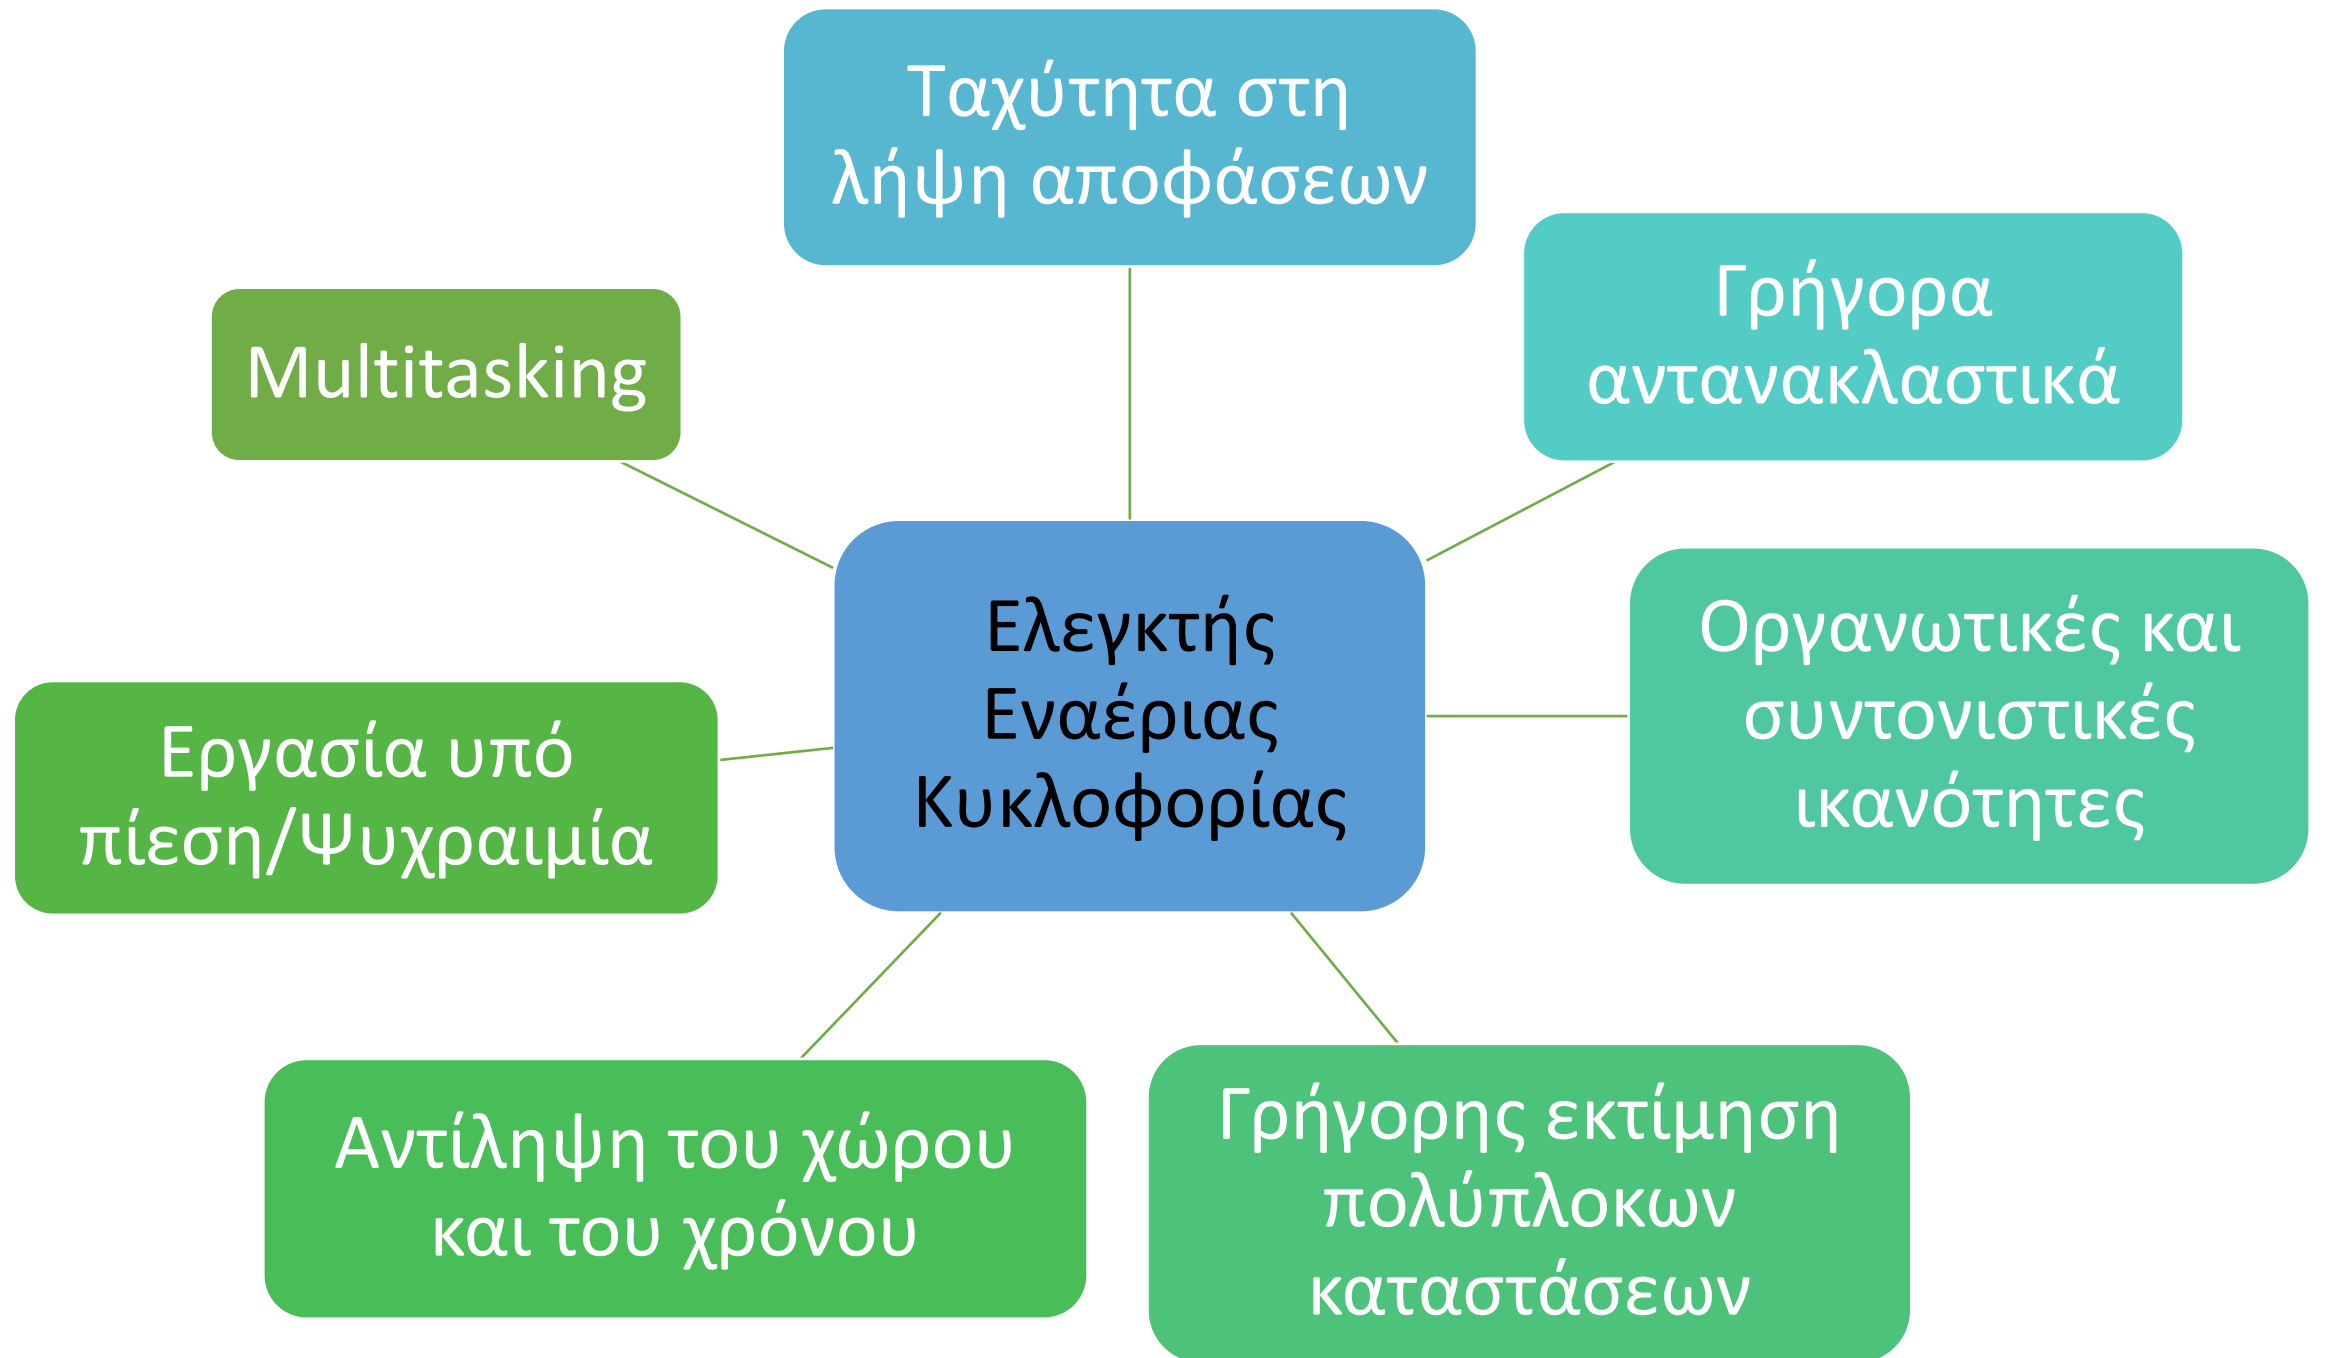 Ταχύτητα στη
λήψη αποφάσεων
Γρήγορα
αντανακλαστικά
Multitasking
Ελεγκτής
Εναέριας
Κυκλοφορίας
Οργανωτικές και
συντονιστικές
ικανότητες
Εργασία υπό
πίεση/Ψυχραιμία
Αντίληψη του χώρου
και του χρόνου
Γρήγορης εκτίμηση
πολύπλοκων
καταστάσεων